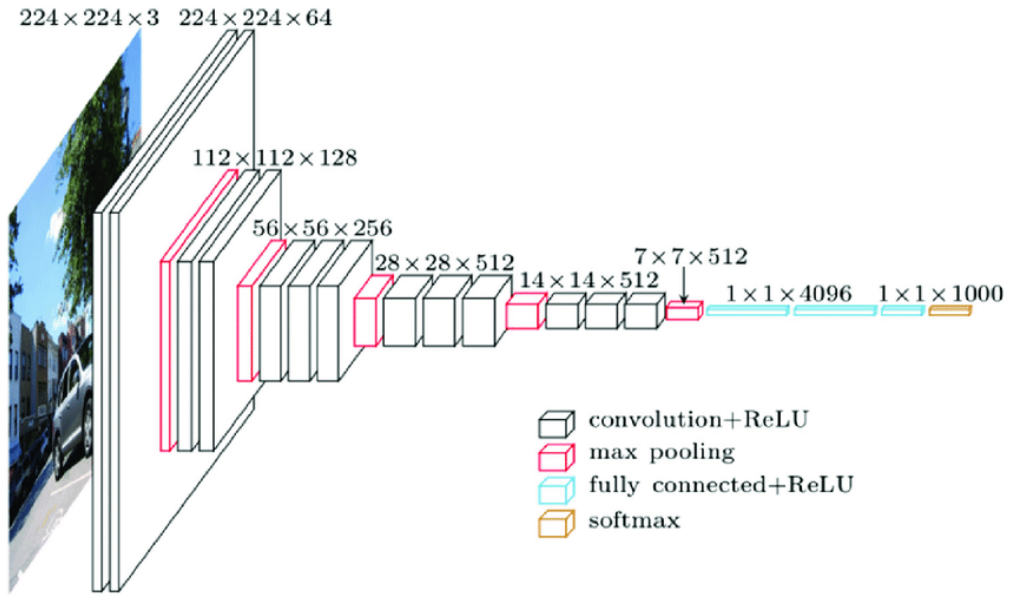 224×224×3
224×224×64
112×112×128
56×56×256
28×28×512
14×14×512
7×7×512
1×1×4096
1×1×1000
convolution+ReLU
max pooling
fully connected+ReLU
softmax